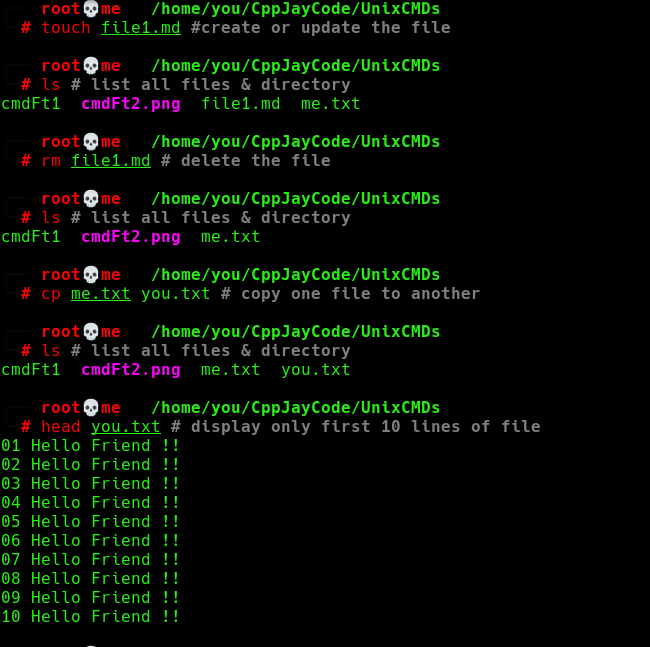 root💀me /home/you/CppJayCode/UnixCMDs
# touch file1.md #create or update the file
root💀me /home/you/CppJayCode/UnixCMDs
# ls # list all files & directory
cmdFt1 cmdFt2.png file1.md me.txt
root💀me /home/you/CppJayCode/UnixCMDs
# rm file1.md # delete the file
root💀me /home/you/CppJayCode/UnixCMDs
# ls # list all files & directory
cmdFt1 cmdFt2.png me.txt
root💀me /home/you/CppJayCode/UnixCMDs
# cp me.txt you.txt # copy one file to another
root💀me /home/you/CppJayCode/UnixCMDs
# ls # list all files & directory
cmdFt1 cmdFt2.png me.txt you.txt
root💀me /home/you/CppJayCode/UnixCMDs
# head you.txt # display only first 10 lines of file
01 Hello Friend !!
02 Hello Friend !!
03 Hello Friend !!
04 Hello Friend !!
05 Hello Friend !!
06 Hello Friend !!
07 Hello Friend !!
08 Hello Friend !!
09 Hello Friend !!
10 Hello Friend !!